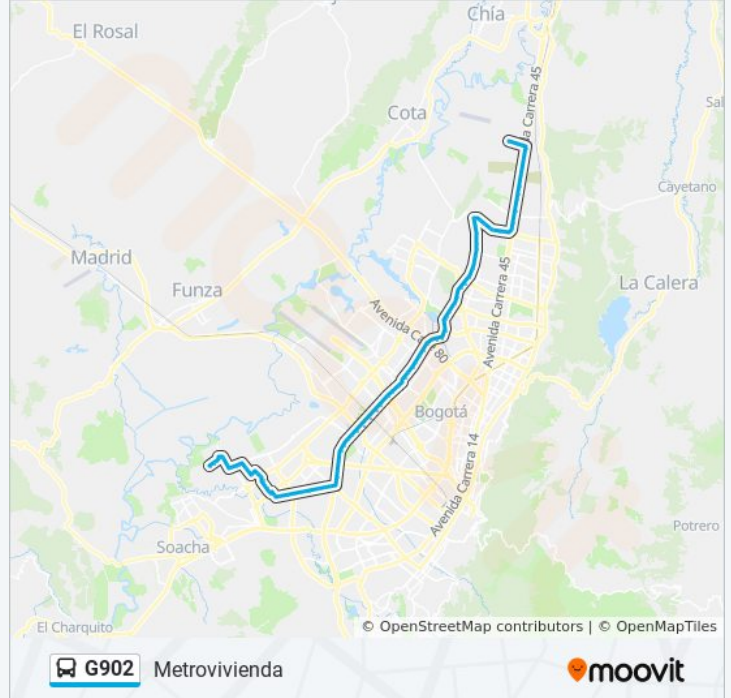 Chía
El Rosal
Cota
Carrera 45
Sal
Cayetano
Madrid
Funza
La Calera
Avenida Carrera 45
Avenida 80
Bogotá
Avenida Carrera 14
Potrero
Soacha
El Charquito
© OpenStreetMap contributors | © OpenMapTiles
G902 Metrovivienda
moovit